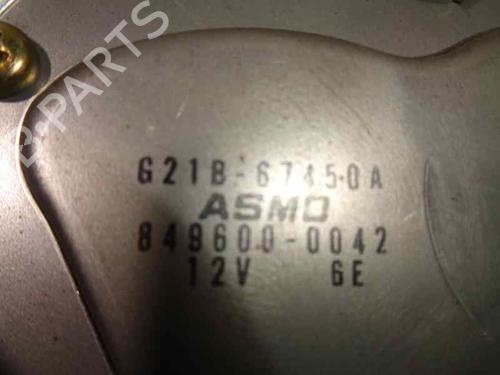 B-PARTS
G21B-67450A
ASMO
849600-0042
12V 6E